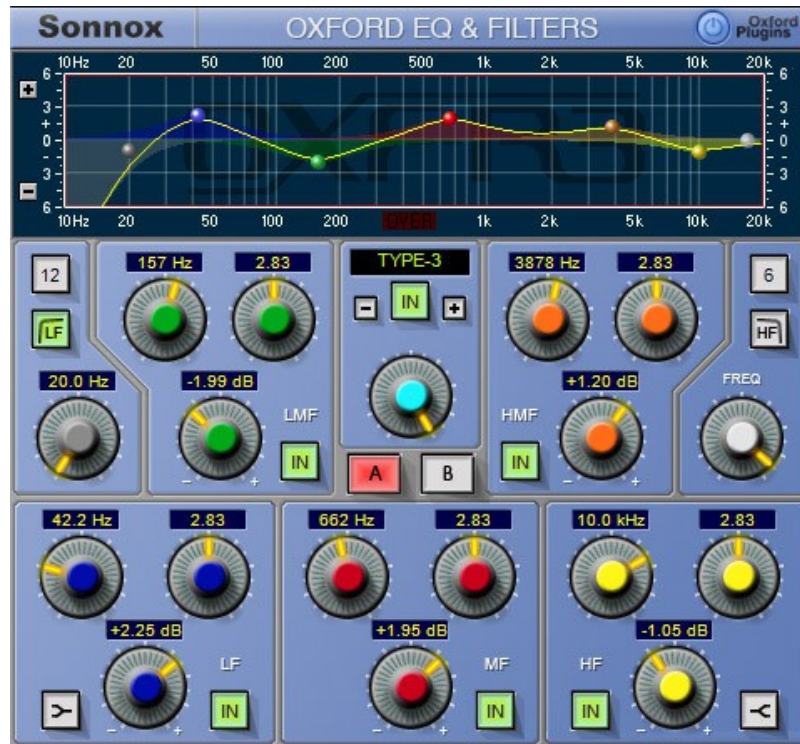 Sonnox OXFORD EQ & FILTERS Oxford Plugins
10Hz 20 50 100 200 500 1k 2k 5k 10k 20k
6 6
+
3 3
+ +
0 0
- -
3 3
-
6 6
10Hz 20 50 100 200 OVER 1k 2k 5k 10k 20k
OXFRD
12 157 Hz 2.83 TYPE-3 3878 Hz 2.83 6
- IN +
LF HF
20.0 Hz -1.99 dB +1.20 dB FREQ
LMF HMF
IN IN
- + - +
A B
42.2 Hz 2.83 662 Hz 2.83 10.0 kHz 2.83
+2.25 dB +1.95 dB -1.05 dB
LF MF HF
IN IN IN
- + - + - +